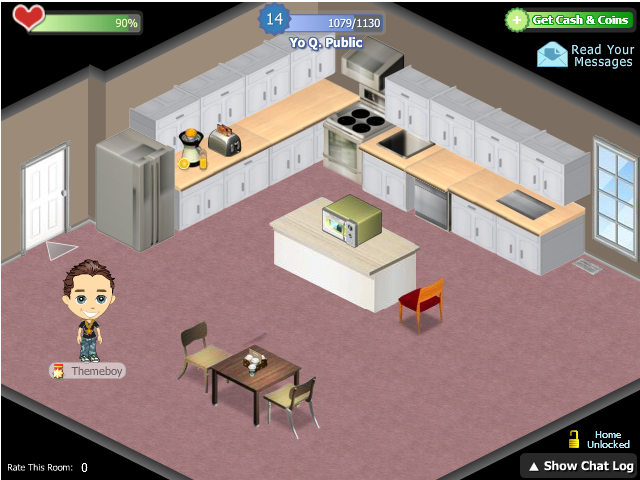 90%
14
1079/1130
Get Cash & Coins
Yo Q. Public
Read Your
Messages
Themeboy
Home
Unlocked
Rate This Room: 0
▲ Show Chat Log